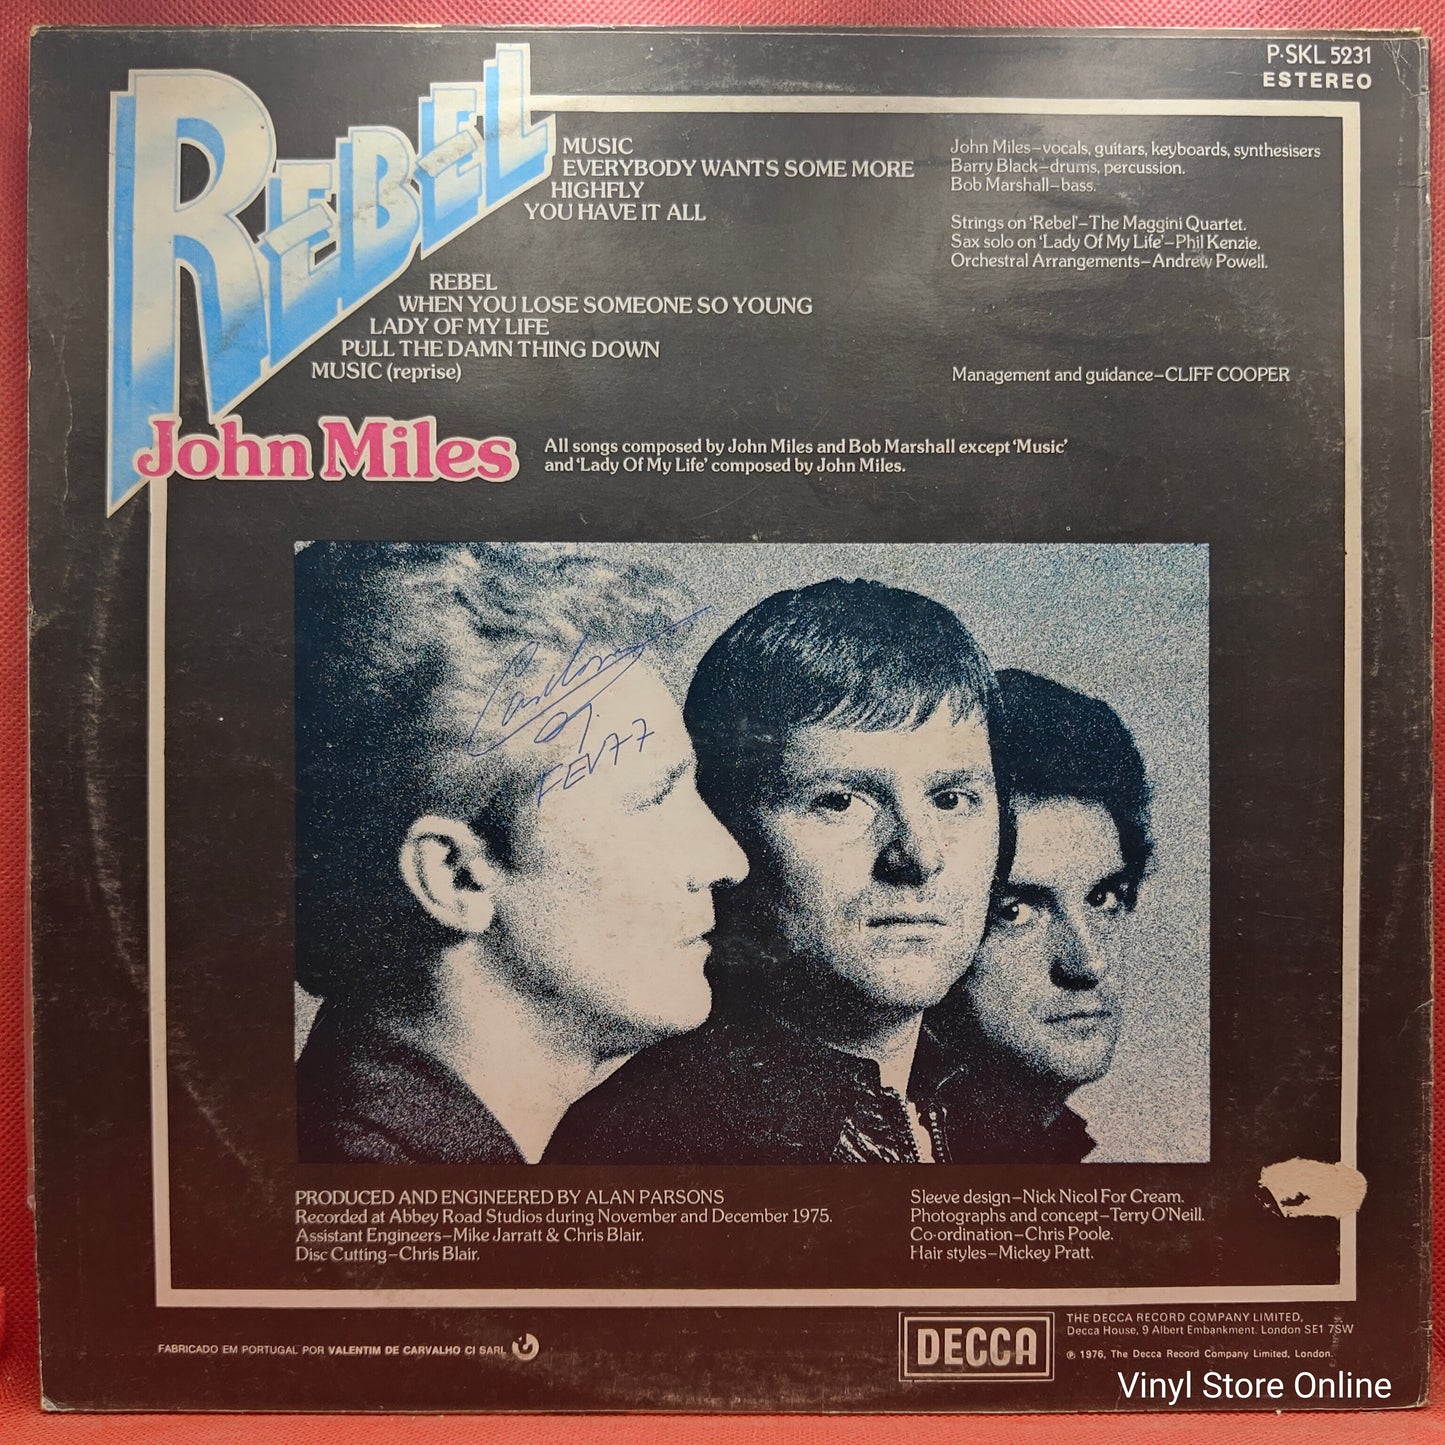 P·SKL 5231
ESTEREO
REBEL
MUSIC
EVERYBODY WANTS SOME MORE
HIGHFLY
YOU HAVE IT ALL
REBEL
WHEN YOU LOSE SOMEONE SO YOUNG
LADY OF MY LIFE
PULL THE DAMN THING DOWN
MUSIC (reprise)
John Miles–vocals, guitars, keyboards, synthesisers
Barry Black–drums, percussion.
Bob Marshall–bass.
Strings on ‘Rebel’–The Maggini Quartet.
Sax solo on ‘Lady Of My Life’–Phil Kenzie.
Orchestral Arrangements–Andrew Powell.
Management and guidance–CLIFF COOPER
John Miles
All songs composed by John Miles and Bob Marshall except ‘Music’
and ‘Lady Of My Life’ composed by John Miles.
FEV77
PRODUCED AND ENGINEERED BY ALAN PARSONS
Recorded at Abbey Road Studios during November and December 1975.
Assistant Engineers–Mike Jarratt & Chris Blair.
Disc Cutting–Chris Blair.
Sleeve design–Nick Nicol For Cream.
Photographs and concept–Terry O’Neill.
Co-ordination–Chris Poole.
Hair styles–Mickey Pratt.
FABRICADO EM PORTUGAL POR VALENTIM DE CARVALHO CI SARL
DECCA
THE DECCA RECORD COMPANY LIMITED,
Decca House, 9 Albert Embankment. London SE1 7SW
℗ 1976, The Decca Record Company Limited, London.
Vinyl Store Online